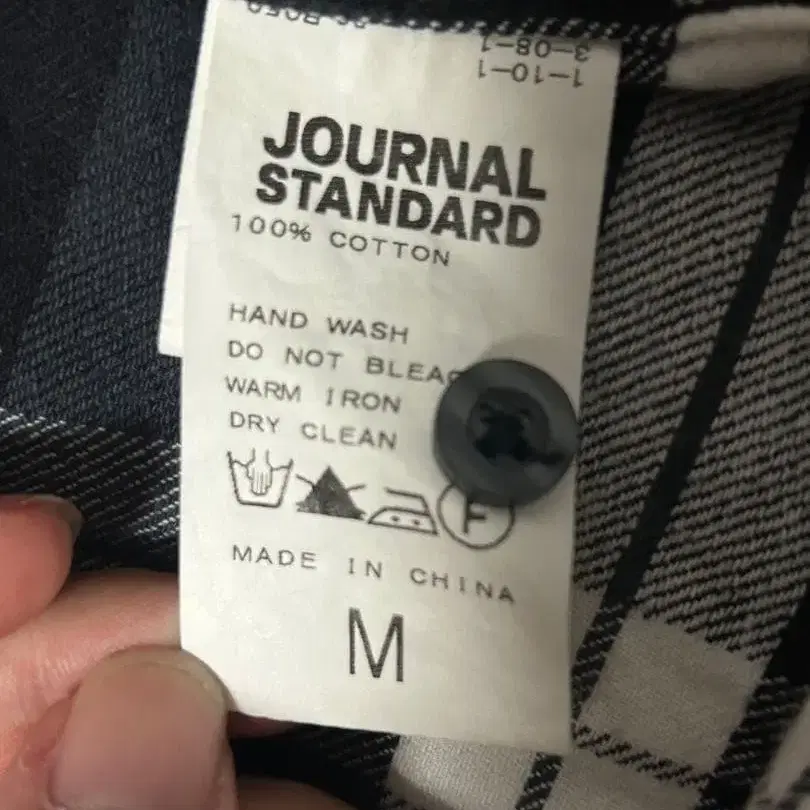 JOURNAL
STANDARD
100% COTTON
HAND WASH
DO NOT
WARM IRON
DRY CLEAN
F
MADE IN CHINA
M
1-10-1
3-08-1